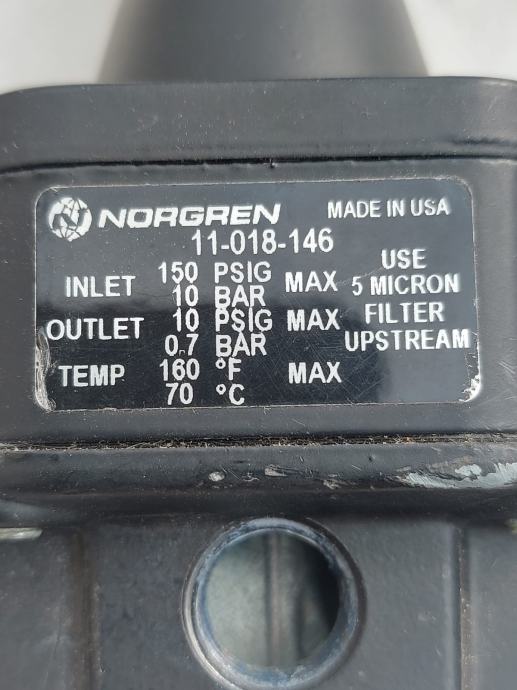 NORGREN MADE IN USA
11-018-146
INLET 150 PSIG MAX
10 BAR
OUTLET 10 PSIG MAX
0.7 BAR
TEMP 160 °F MAX
70 °C
USE
5 MICRON
FILTER
UPSTREAM